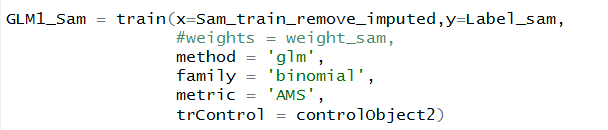 GLM1_Sam = train(x=Sam_train_remove_imputed,y=Label_sam,
#weights = weight_sam,
method = 'glm',
family = 'binomial',
metric = 'AMS',
trControl = controlObject2)